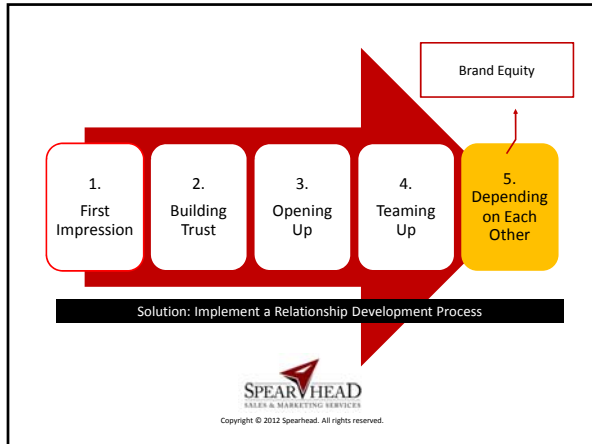 Brand Equity
1.
First
Impression
2.
Building
Trust
3.
Opening
Up
4.
Teaming
Up
5.
Depending
on Each
Other
Solution: Implement a Relationship Development Process
SPEARHEAD
SALES & MARKETING SERVICES
Copyright © 2012 Spearhead. All rights reserved.